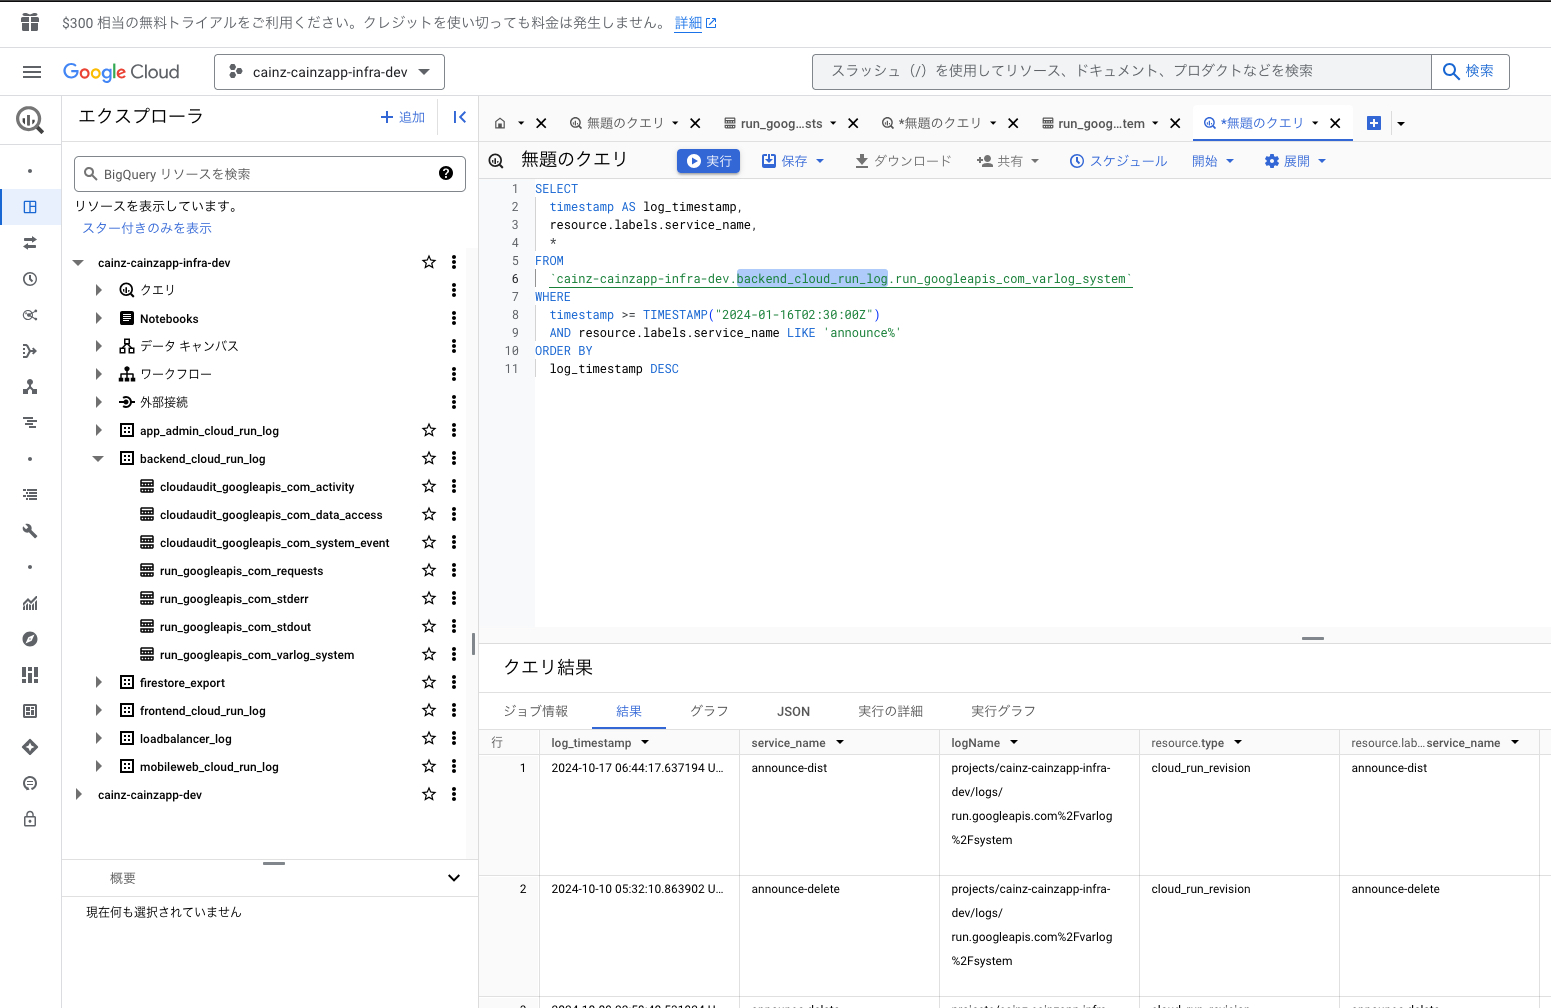 $300 相当の無料トライアルをご利用ください。クレジットを使い切っても料金は発生しません。 詳細
Google Cloud
cainz-cainzapp-infra-dev
スラッシュ（/）を使用してリソース、ドキュメント、プロダクトなどを検索
検索
エクスプローラ
追加
BigQuery リソースを検索
リソースを表示しています。
スター付きのみを表示
cainz-cainzapp-infra-dev
クエリ
Notebooks
データ キャンバス
ワークフロー
外部接続
app_admin_cloud_run_log
backend_cloud_run_log
cloudaudit_googleapis_com_activity
cloudaudit_googleapis_com_data_access
cloudaudit_googleapis_com_system_event
run_googleapis_com_requests
run_googleapis_com_stderr
run_googleapis_com_stdout
run_googleapis_com_varlog_system
firestore_export
frontend_cloud_run_log
loadbalancer_log
mobileweb_cloud_run_log
cainz-cainzapp-dev
概要
現在何も選択されていません
無題のクエリ run_goog...sts *無題のクエリ run_goog...tem *無題のクエリ
無題のクエリ 実行 保存 ダウンロード 共有 スケジュール 開始 展開
1 SELECT
2 timestamp AS log_timestamp,
3 resource.labels.service_name,
4 *
5 FROM
6 `cainz-cainzapp-infra-dev.backend_cloud_run_log.run_googleapis_com_varlog_system`
7 WHERE
8 timestamp >= TIMESTAMP("2024-01-16T02:30:00Z")
9 AND resource.labels.service_name LIKE 'announce%'
10 ORDER BY
11 log_timestamp DESC
クエリ結果
ジョブ情報 結果 グラフ JSON 実行の詳細 実行グラフ
行 log_timestamp service_name logName resource.type resource.lab...service_name
1 2024-10-17 06:44:17.637194 U... announce-dist projects/cainz-cainzapp-infra- cloud_run_revision announce-dist
dev/logs/
run.googleapis.com%2Fvarlog
%2Fsystem
2 2024-10-10 05:32:10.863902 U... announce-delete projects/cainz-cainzapp-infra- cloud_run_revision announce-delete
dev/logs/
run.googleapis.com%2Fvarlog
%2Fsystem